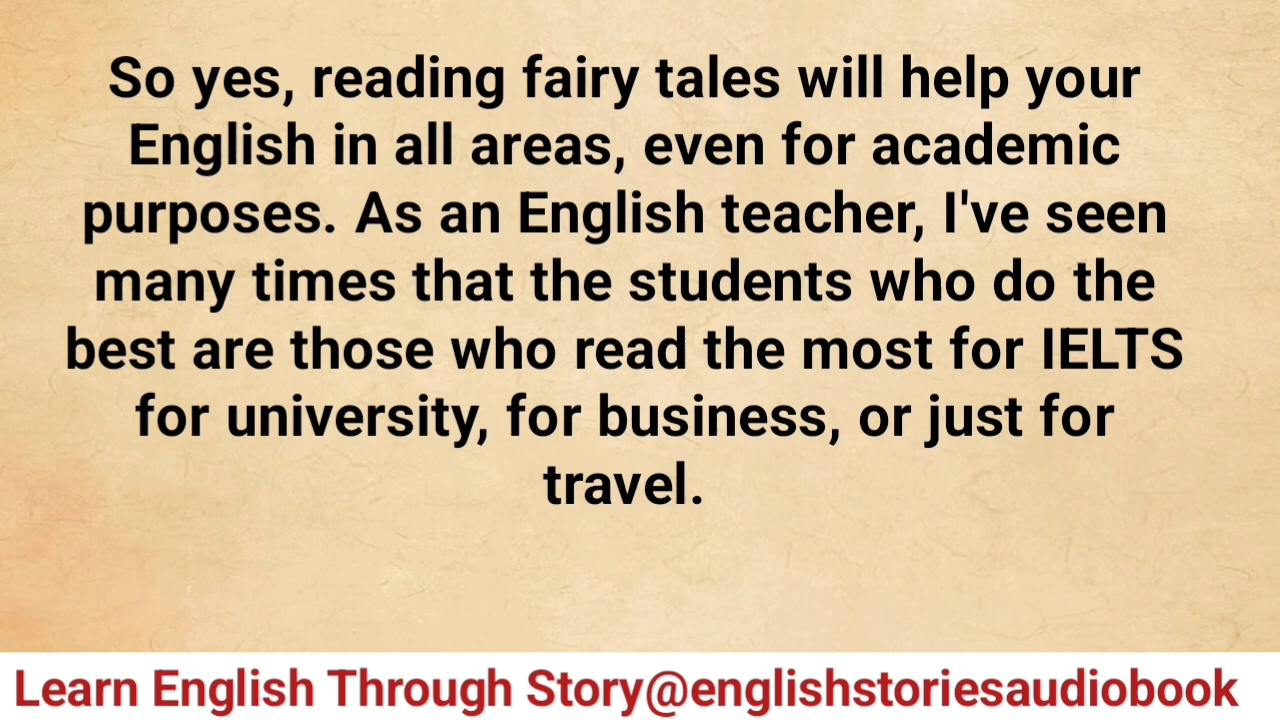 So yes, reading fairy tales will help your
English in all areas, even for academic
purposes. As an English teacher, I've seen
many times that the students who do the
best are those who read the most for IELTS
for university, for business, or just for
travel.
Learn English Through Story@englishstoriesaudiobook